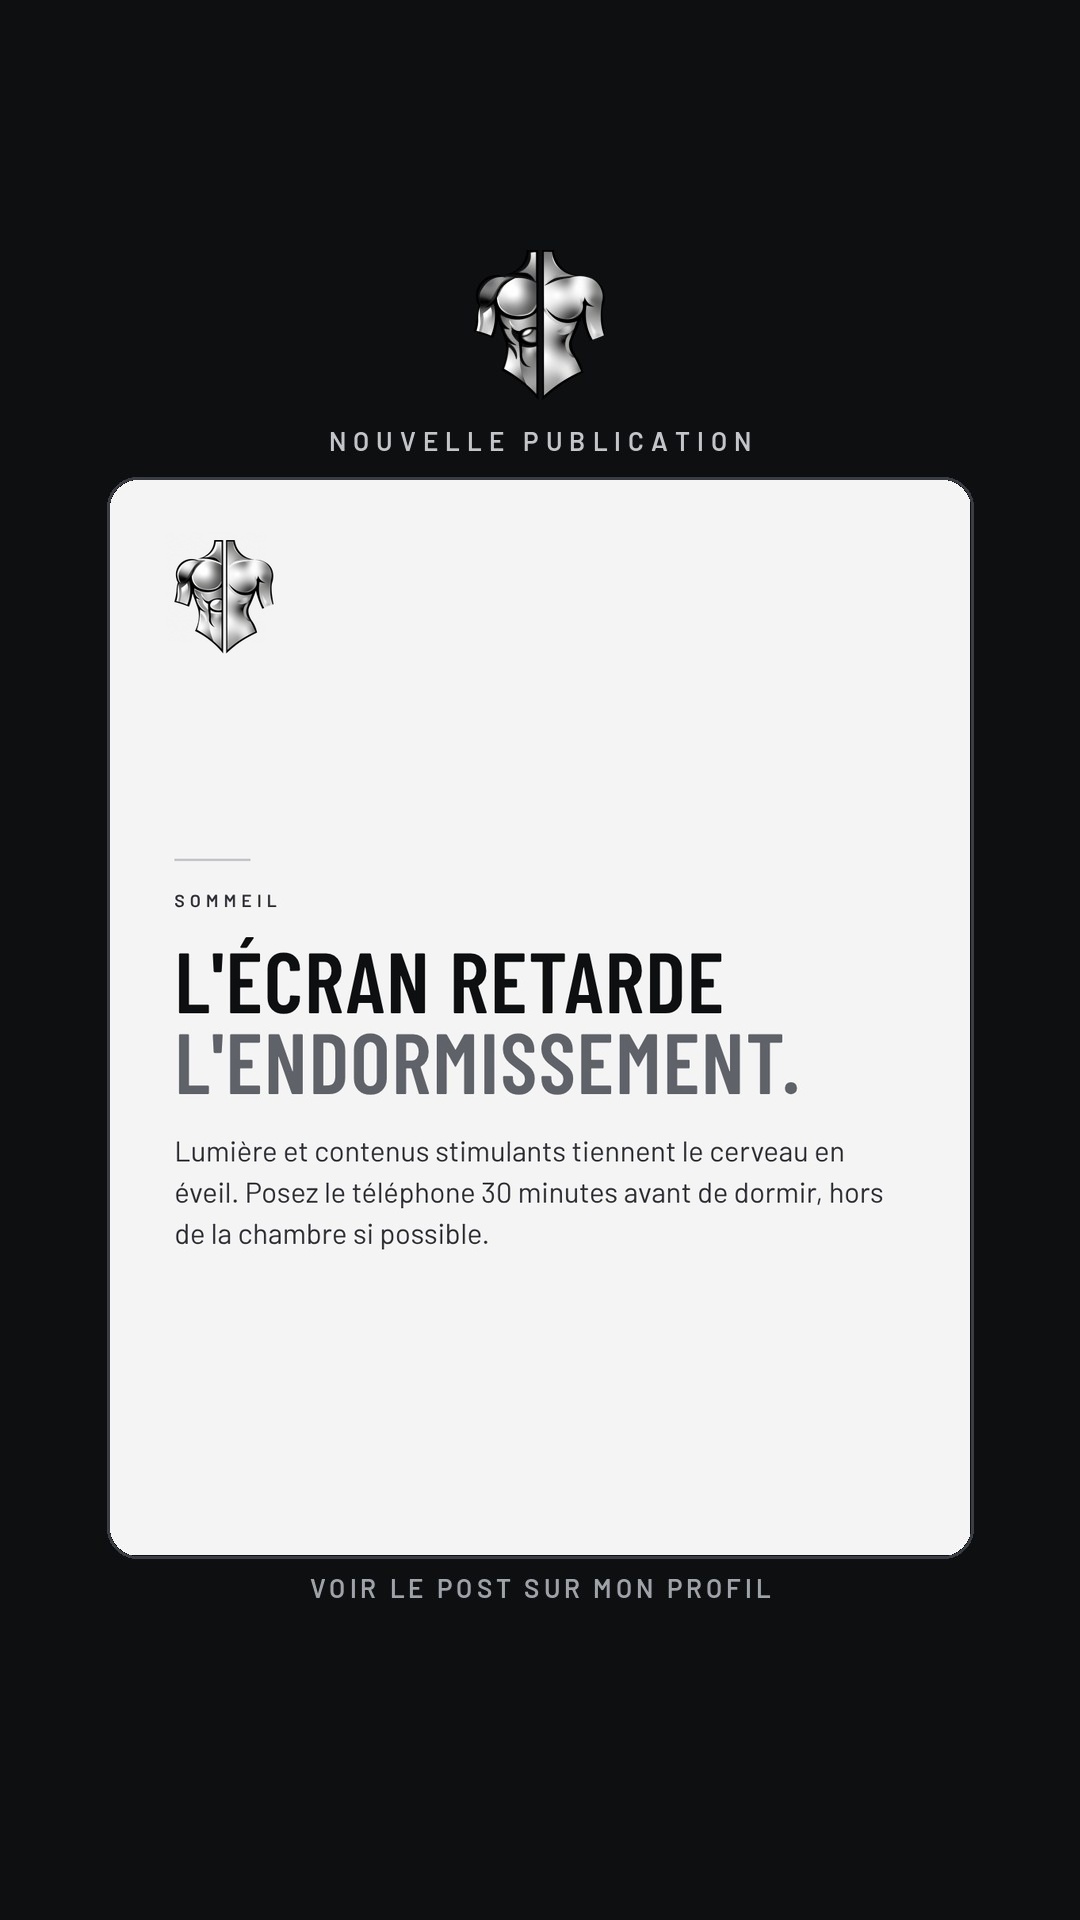 NOUVELLE PUBLICATION
SOMMEIL
L'ÉCRAN RETARDE
L'ENDORMISSEMENT.
Lumière et contenus stimulants tiennent le cerveau en
éveil. Posez le téléphone 30 minutes avant de dormir, hors
de la chambre si possible.
VOIR LE POST SUR MON PROFIL